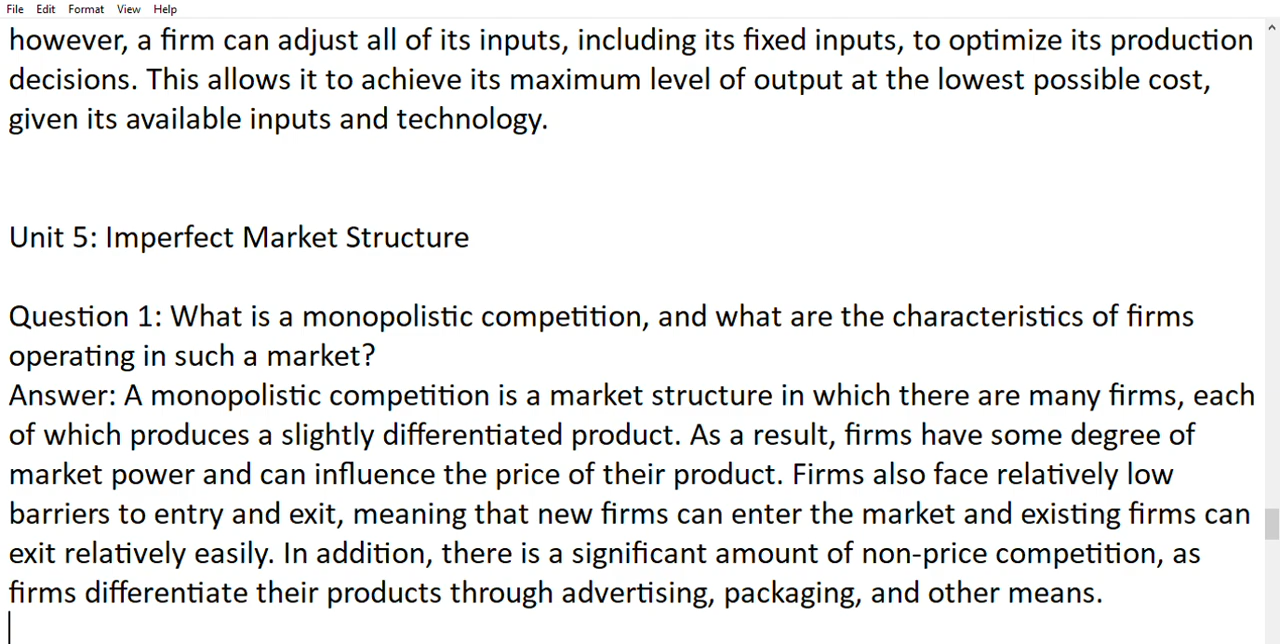 File Edit Format View Help
however, a firm can adjust all of its inputs, including its fixed inputs, to optimize its production
decisions. This allows it to achieve its maximum level of output at the lowest possible cost,
given its available inputs and technology.
Unit 5: Imperfect Market Structure
Question 1: What is a monopolistic competition, and what are the characteristics of firms
operating in such a market?
Answer: A monopolistic competition is a market structure in which there are many firms, each
of which produces a slightly differentiated product. As a result, firms have some degree of
market power and can influence the price of their product. Firms also face relatively low
barriers to entry and exit, meaning that new firms can enter the market and existing firms can
exit relatively easily. In addition, there is a significant amount of non-price competition, as
firms differentiate their products through advertising, packaging, and other means.